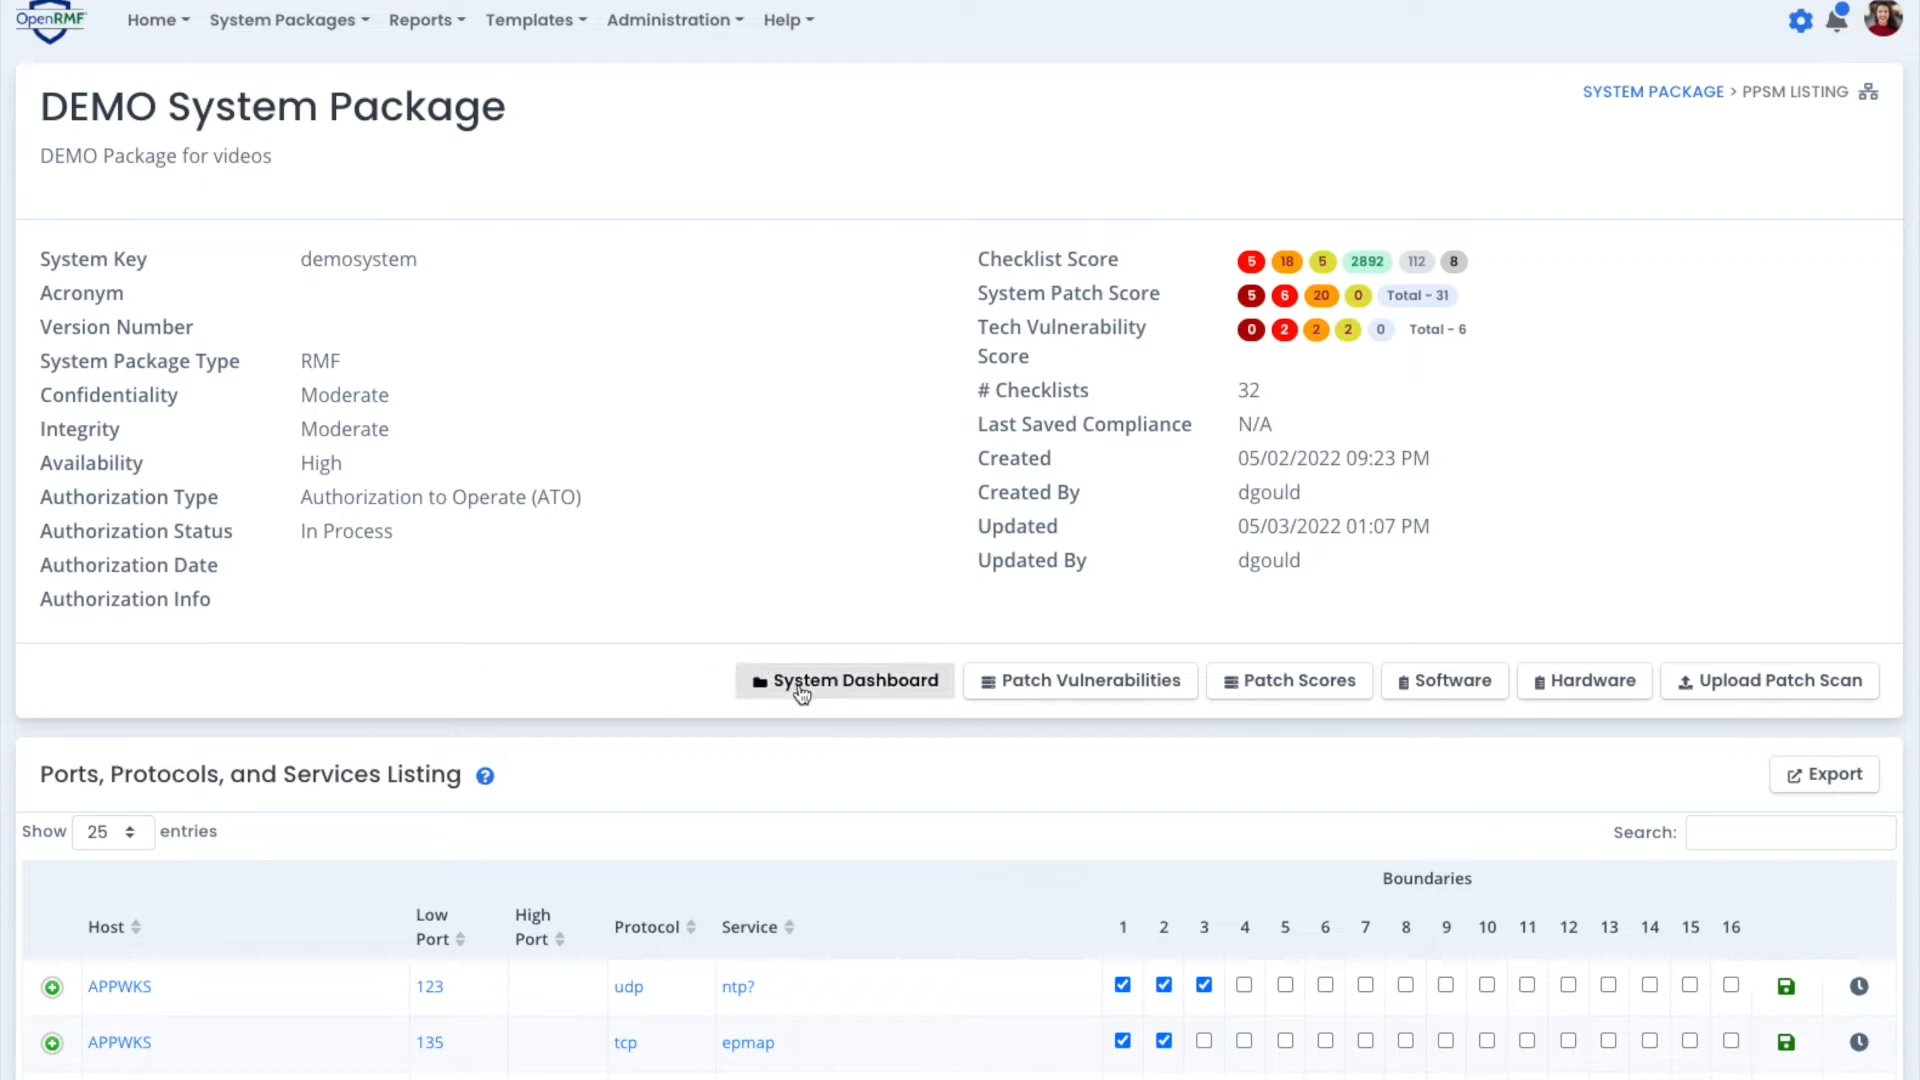 OpenRMF
Home System Packages Reports Templates Administration Help
DEMO System Package
SYSTEM PACKAGE > PPSM LISTING
DEMO Package for videos
System Key demosystem
Acronym
Version Number
System Package Type RMF
Confidentiality Moderate
Integrity Moderate
Availability High
Authorization Type Authorization to Operate (ATO)
Authorization Status In Process
Authorization Date
Authorization Info
Checklist Score 5 18 5 2892 112 8
System Patch Score 5 6 20 0 Total - 31
Tech Vulnerability 0 2 2 2 0 Total - 6
Score
# Checklists 32
Last Saved Compliance N/A
Created 05/02/2022 09:23 PM
Created By dgould
Updated 05/03/2022 01:07 PM
Updated By dgould
System Dashboard Patch Vulnerabilities Patch Scores Software Hardware Upload Patch Scan
Ports, Protocols, and Services Listing ? Export
Show 25 entries Search:
Boundaries
Host Low Port High Port Protocol Service 1 2 3 4 5 6 7 8 9 10 11 12 13 14 15 16
APPWKS 123 udp ntp?
APPWKS 135 tcp epmap